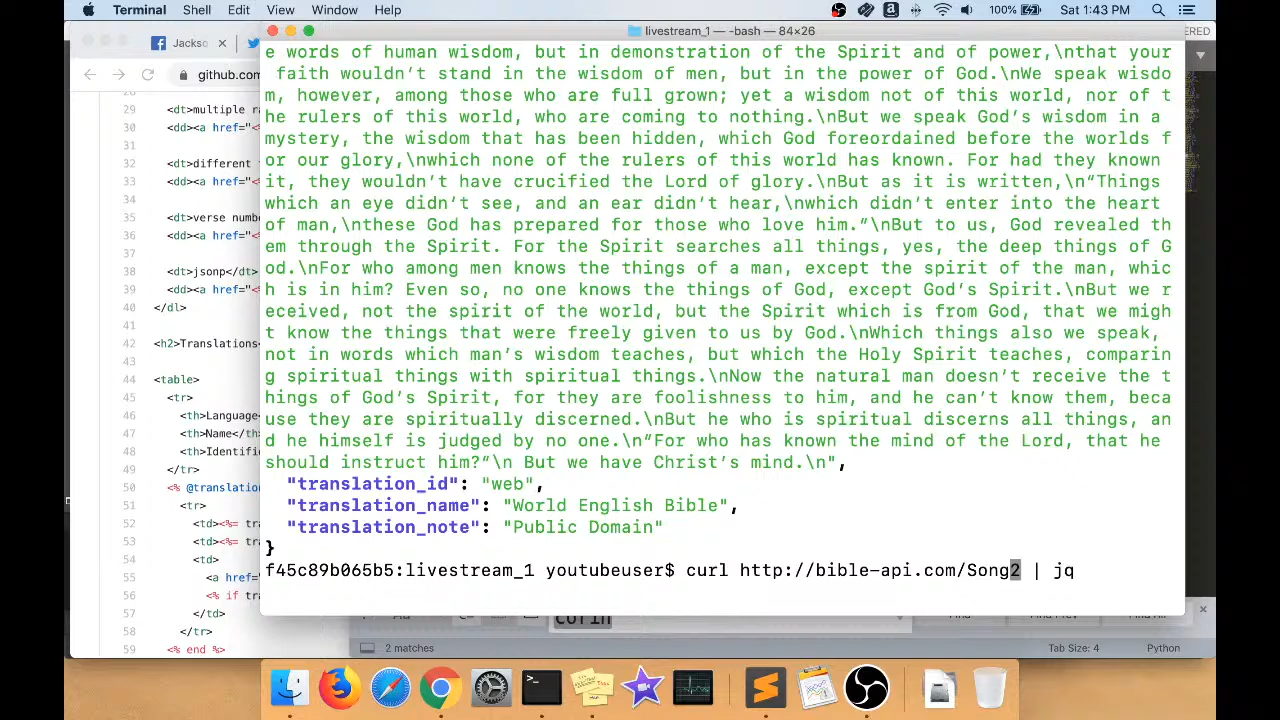 Terminal Shell Edit View Window Help 100% Sat 1:43 PM
livestream_1 — -bash — 84×26
Jackso
github.com
e words of human wisdom, but in demonstration of the Spirit and of power,\nthat your
faith wouldn't stand in the wisdom of men, but in the power of God.\nWe speak wisdo
m, however, among those who are full grown; yet a wisdom not of this world, nor of t
he rulers of this world, who are coming to nothing.\nBut we speak God's wisdom in a
mystery, the wisdom that has been hidden, which God foreordained before the worlds f
or our glory,\nwhich none of the rulers of this world has known. For had they known
it, they wouldn't have crucified the Lord of glory.\nBut as it is written,\n“Things
which an eye didn't see, and an ear didn't hear,\nwhich didn't enter into the heart
of man,\nthese God has prepared for those who love him.”\nBut to us, God revealed th
em through the Spirit. For the Spirit searches all things, yes, the deep things of G
od.\nFor who among men knows the things of a man, except the spirit of the man, whic
h is in him? Even so, no one knows the things of God, except God's Spirit.\nBut we r
eceived, not the spirit of the world, but the Spirit which is from God, that we migh
t know the things that were freely given to us by God.\nWhich things also we speak,
not in words which man's wisdom teaches, but which the Holy Spirit teaches, comparin
g spiritual things with spiritual things.\nNow the natural man doesn't receive the t
hings of God's Spirit, for they are foolishness to him, and he can't know them, beca
use they are spiritually discerned.\nBut he who is spiritual discerns all things, an
d he himself is judged by no one.\n“For who has known the mind of the Lord, that he
should instruct him?”\n But we have Christ's mind.\n",
"translation_id": "web",
"translation_name": "World English Bible",
"translation_note": "Public Domain"
}
f45c89b065b5:livestream_1 youtubeuser$ curl http://bible-api.com/Song2 | jq
29 <dt>multiple ra
30 <dd><a href="<
31
32 <dt>different
33 <dd><a href="<
34
35 <dt>verse numbe
36 <dd><a href="<
37
38 <dt>jsonp</dt>
39 <dd><a href="<
40 </dl>
41
42 <h2>Translations<
43
44 <table>
45 <tr>
46 <th>Language<
47 <th>Name</th
48 <th>Identifi
49 </tr>
50 <% @translatio
51 <tr>
52 <td><%= tra
53 <td><%= tra
54 <td>
55 <a href=
56 <% if tra
57 </td>
58 </tr>
59 <% end %>
2 matches Tab Size: 4 Python